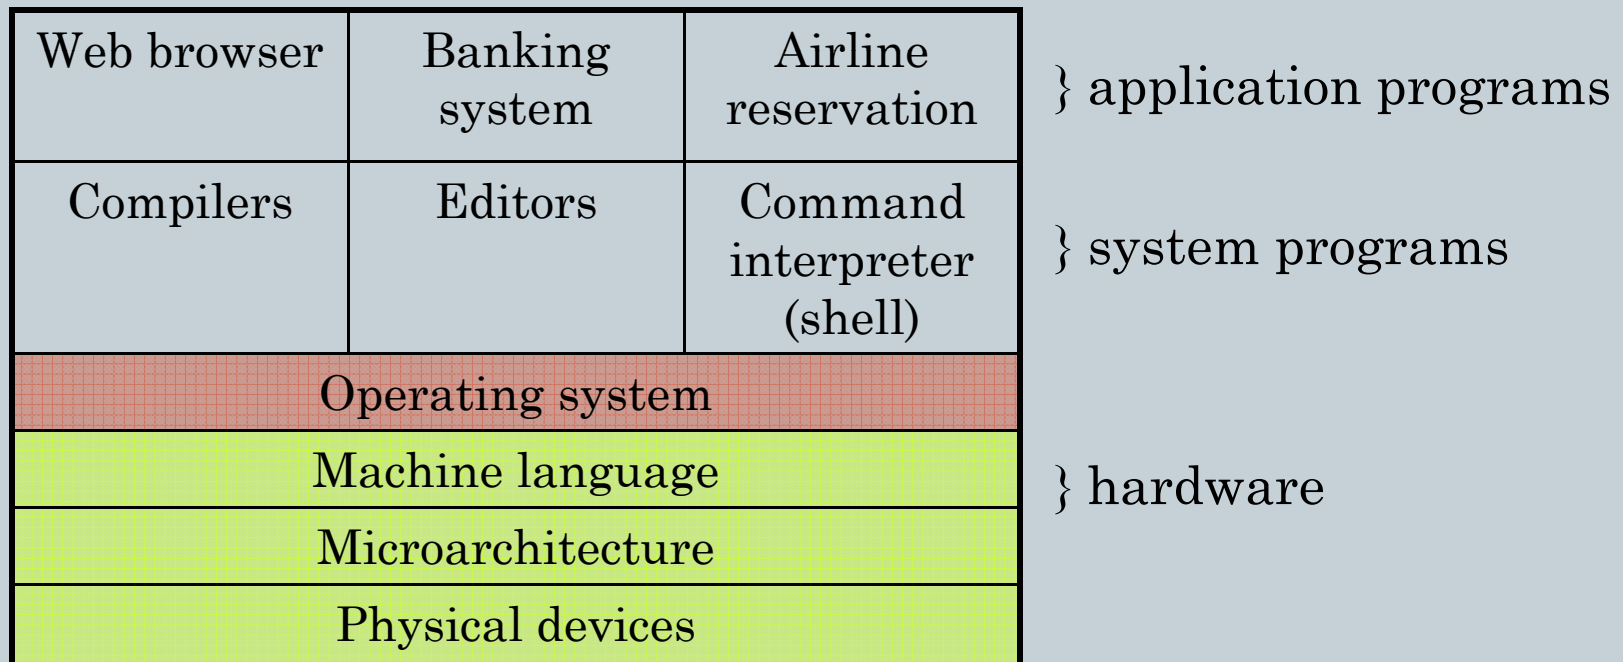 Web browser
Banking
system
Airline
reservation
} application programs
Compilers
Editors
Command
interpreter
(shell)
} system programs
Operating system
Machine language
} hardware
Microarchitecture
Physical devices